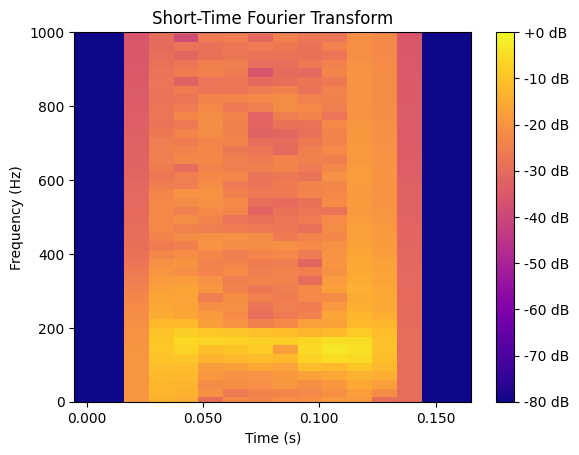 Short-Time Fourier Transform
1000
800
600
400
200
0
Frequency (Hz)
0.000
0.050
0.100
0.150
Time (s)
+0 dB
-10 dB
-20 dB
-30 dB
-40 dB
-50 dB
-60 dB
-70 dB
-80 dB